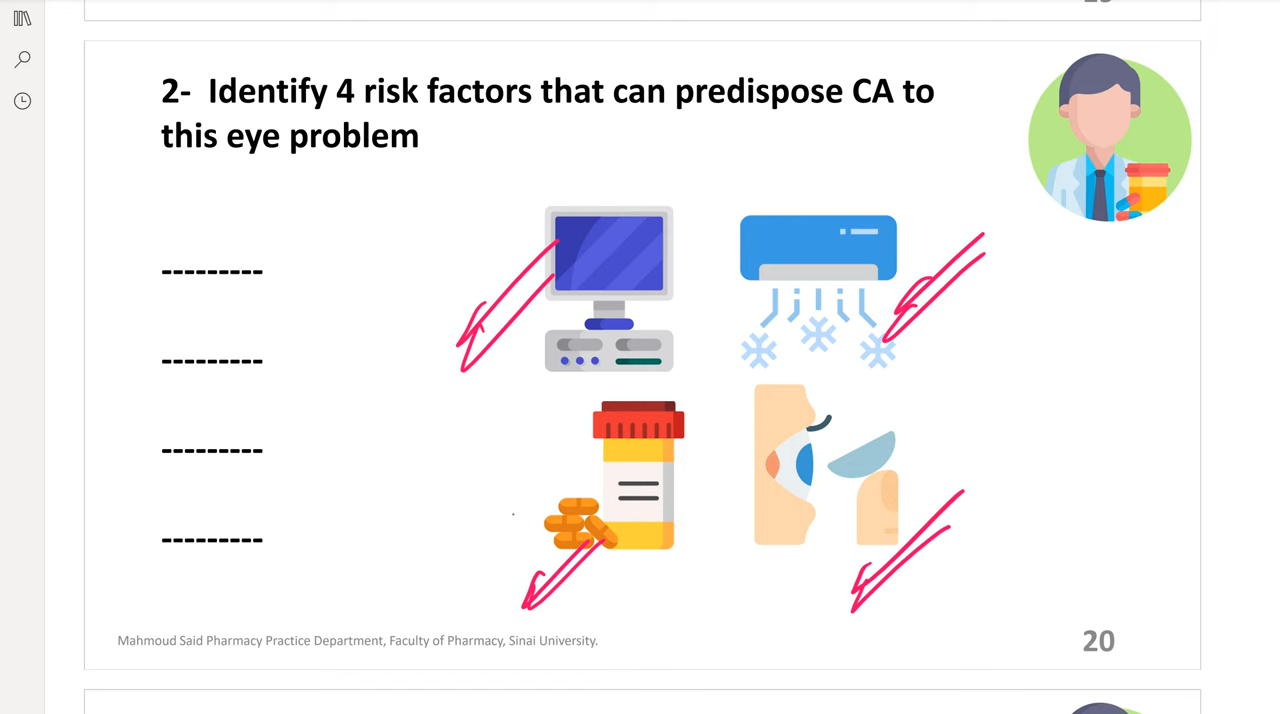 2- Identify 4 risk factors that can predispose CA to
this eye problem
---------
---------
---------
---------
Mahmoud Said Pharmacy Practice Department, Faculty of Pharmacy, Sinai University.
20